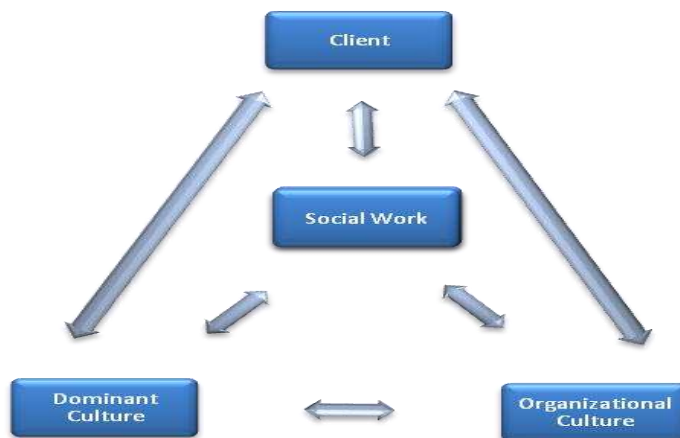 Client
Social Work
Dominant
Culture
Organizational
Culture